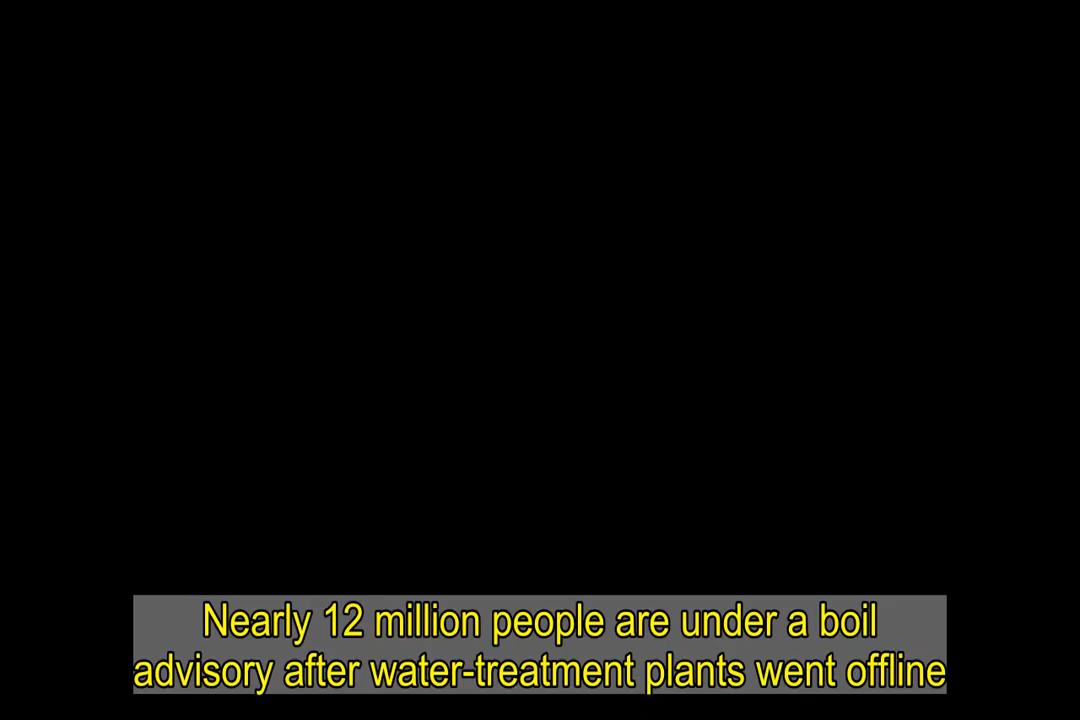 Nearly 12 million people are under a boil
advisory after water-treatment plants went offline